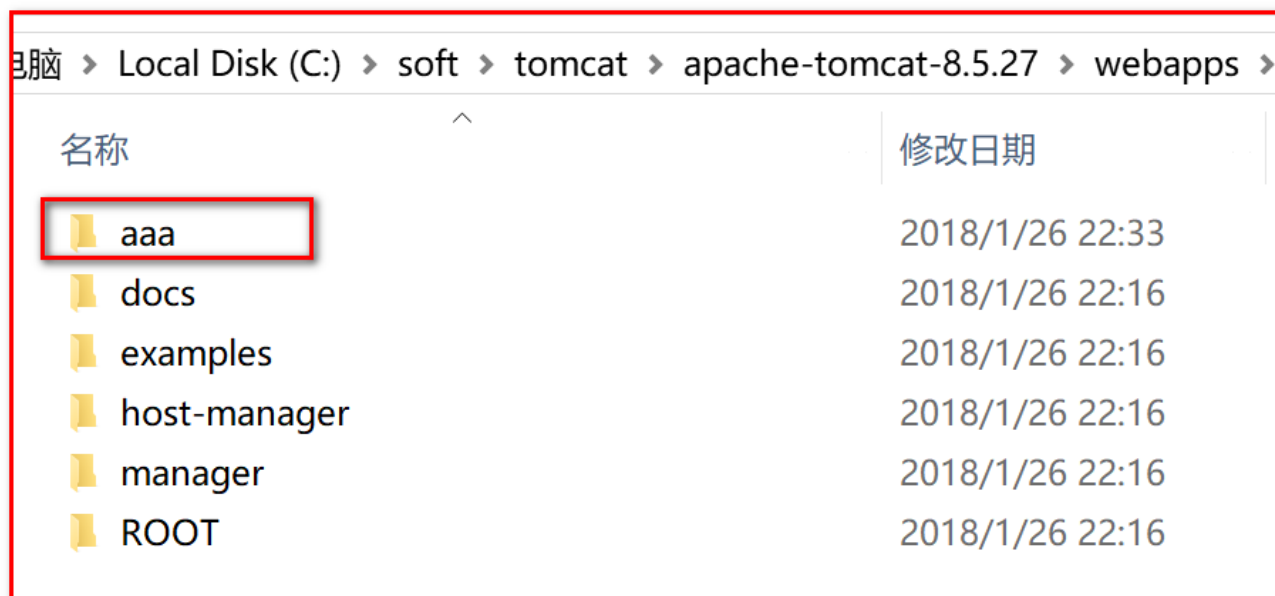 电脑 > Local Disk (C:) > soft > tomcat > apache-tomcat-8.5.27 > webapps >
名称 修改日期
aaa 2018/1/26 22:33
docs 2018/1/26 22:16
examples 2018/1/26 22:16
host-manager 2018/1/26 22:16
manager 2018/1/26 22:16
ROOT 2018/1/26 22:16